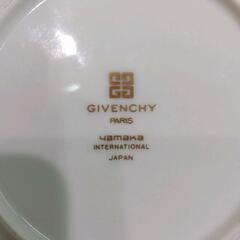 GIVENCHY
PARIS
yamaka
INTERNATIONAL
JAPAN